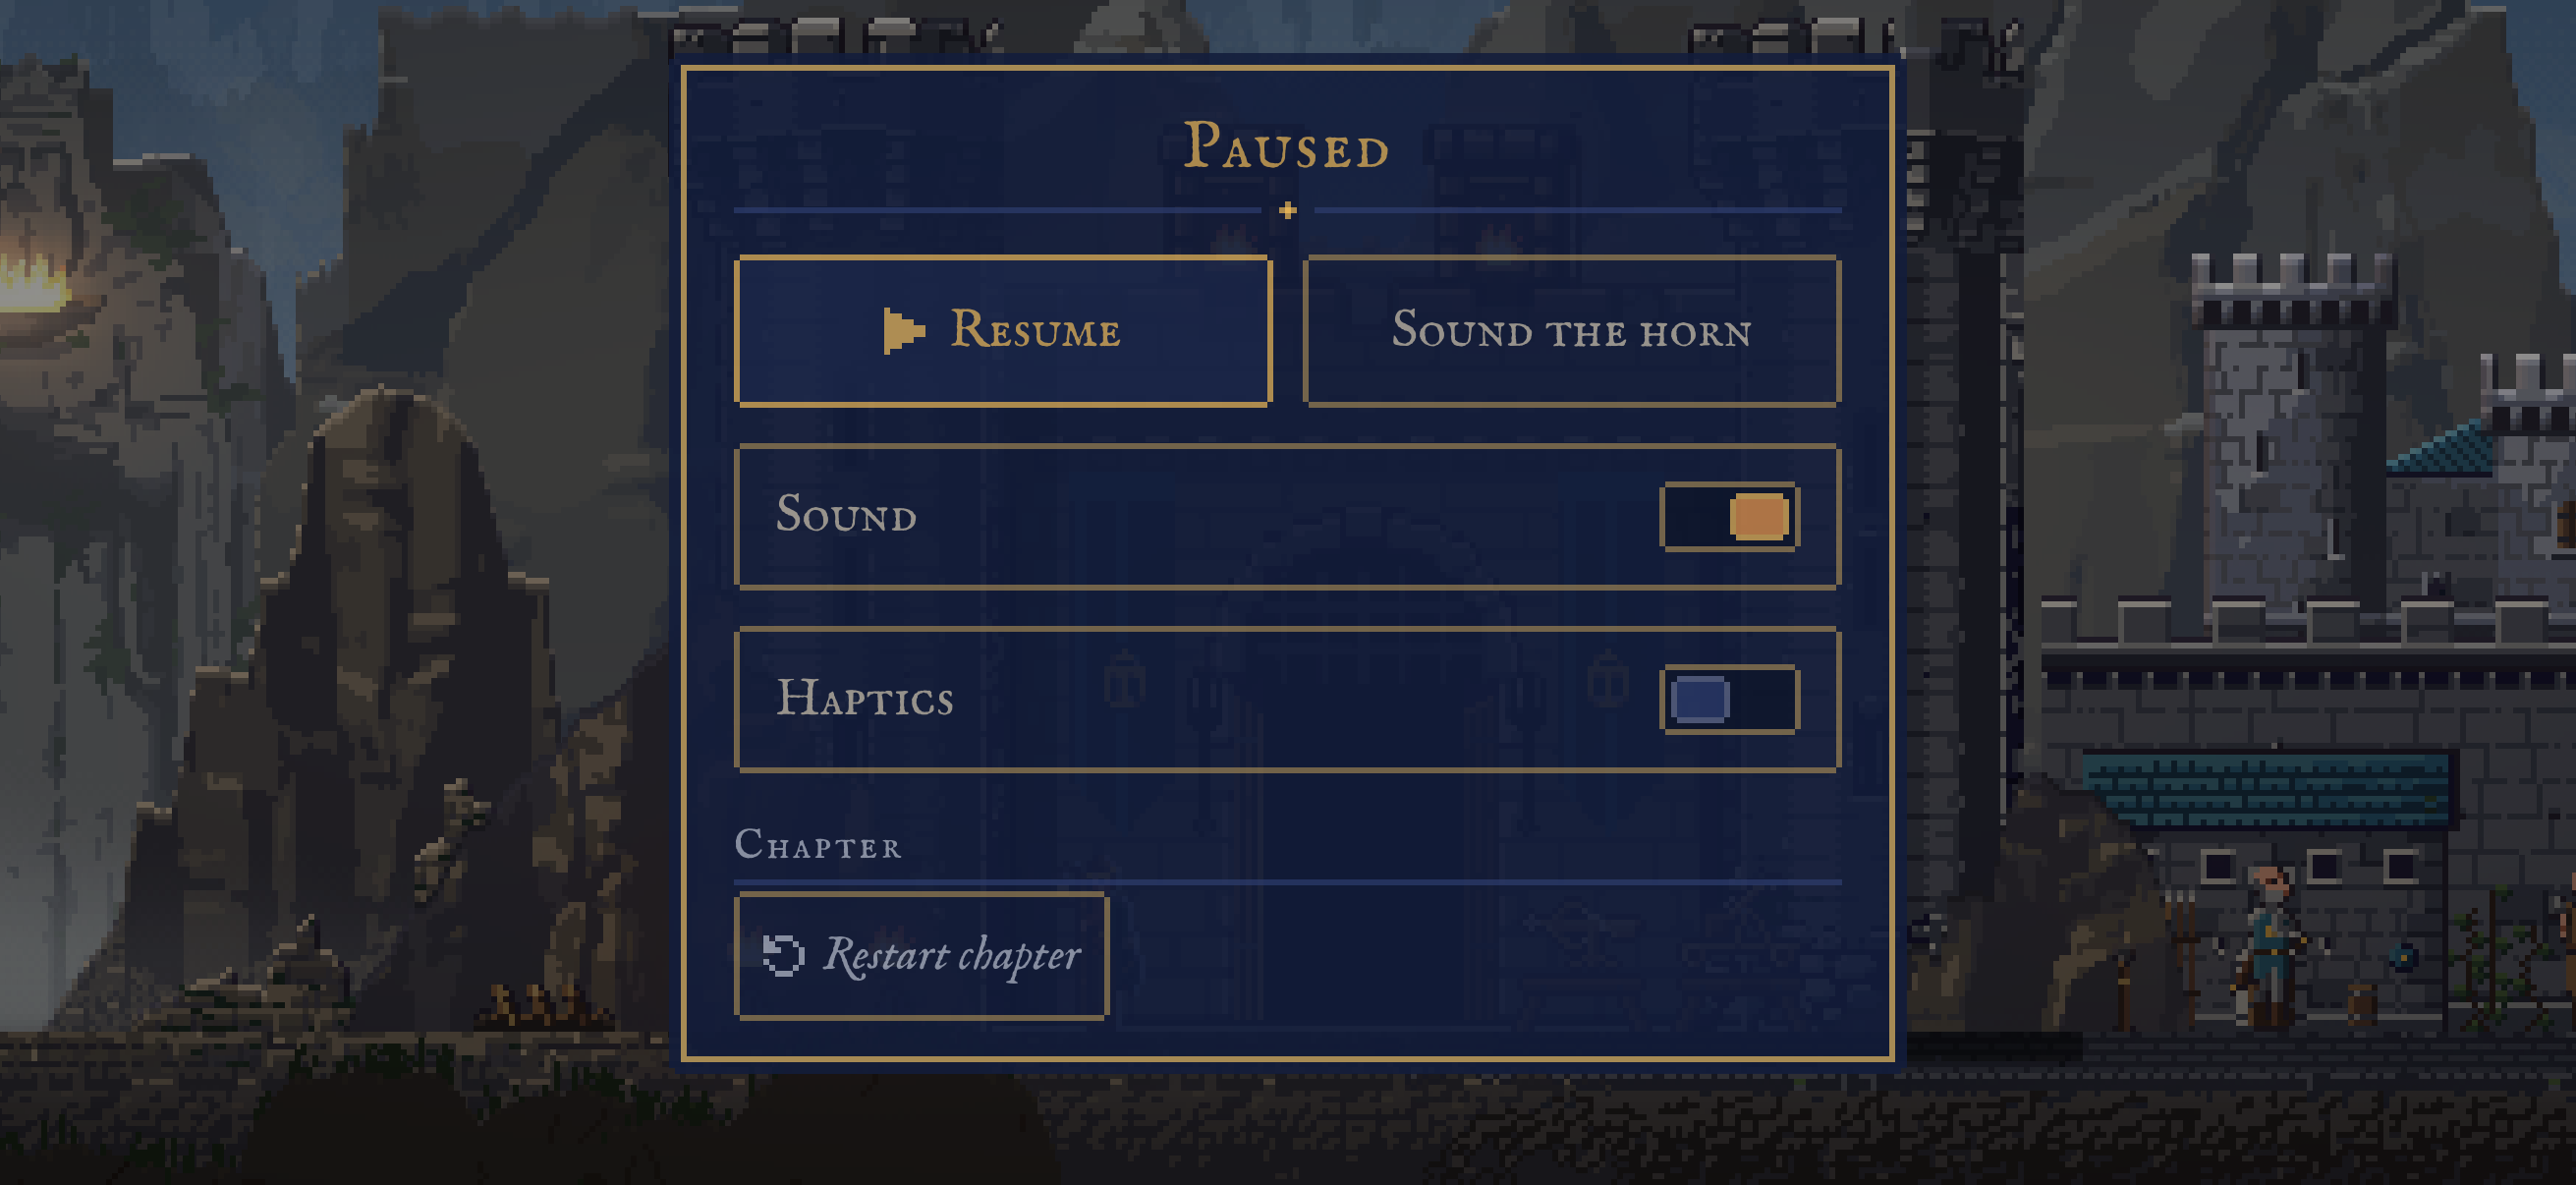 Paused
Resume
Sound the horn
Sound
Haptics
Chapter
Restart chapter